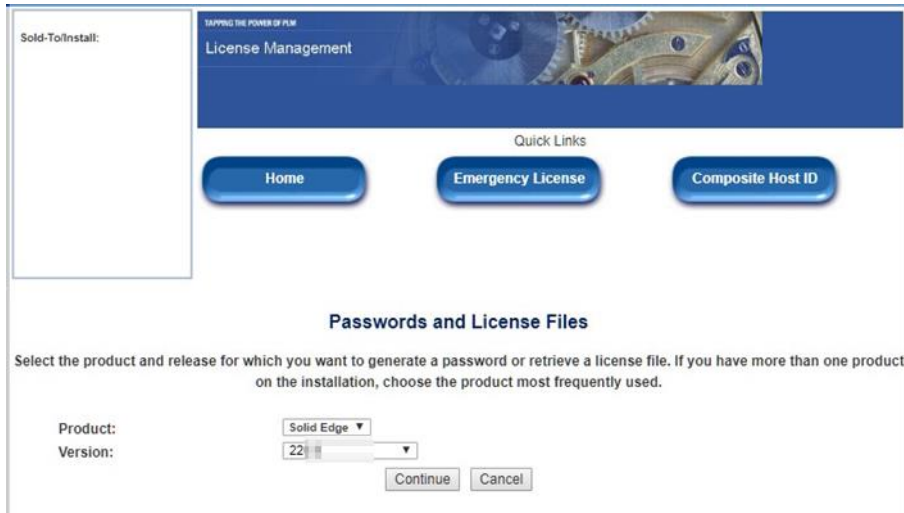 Sold-To/Install:
TAPPING THE POWER OF PLM
License Management
Quick Links
Home
Emergency License
Composite Host ID
Passwords and License Files
Select the product and release for which you want to generate a password or retrieve a license file. If you have more than one product
on the installation, choose the product most frequently used.
Product: Solid Edge
Version: 22
Continue Cancel